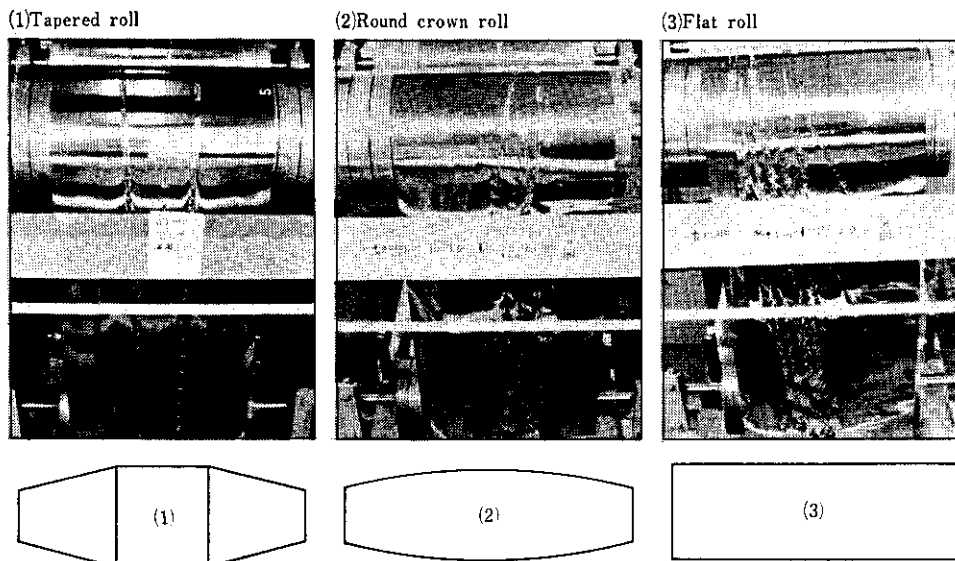 (1)Tapered roll
(2)Round crown roll
(3)Flat roll
(1)
(2)
(3)